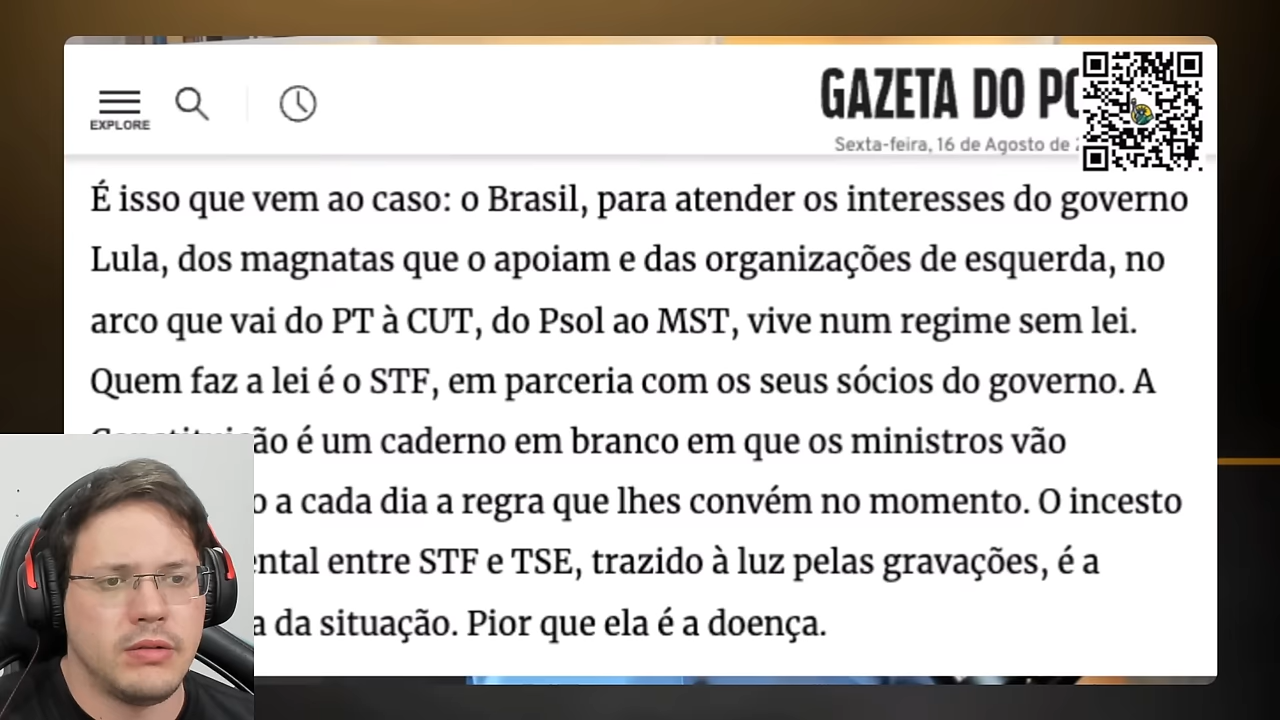 EXPLORE
GAZETA DO
Sexta-feira, 16 de Agosto de
É isso que vem ao caso: o Brasil, para atender os interesses do governo
Lula, dos magnatas que o apoiam e das organizações de esquerda, no
arco que vai do PT à CUT, do Psol ao MST, vive num regime sem lei.
Quem faz a lei é o STF, em parceria com os seus sócios do governo. A
é um caderno em branco em que os ministros vão
a cada dia a regra que lhes convém no momento. O incesto
entre STF e TSE, trazido à luz pelas gravações, é a
da situação. Pior que ela é a doença.